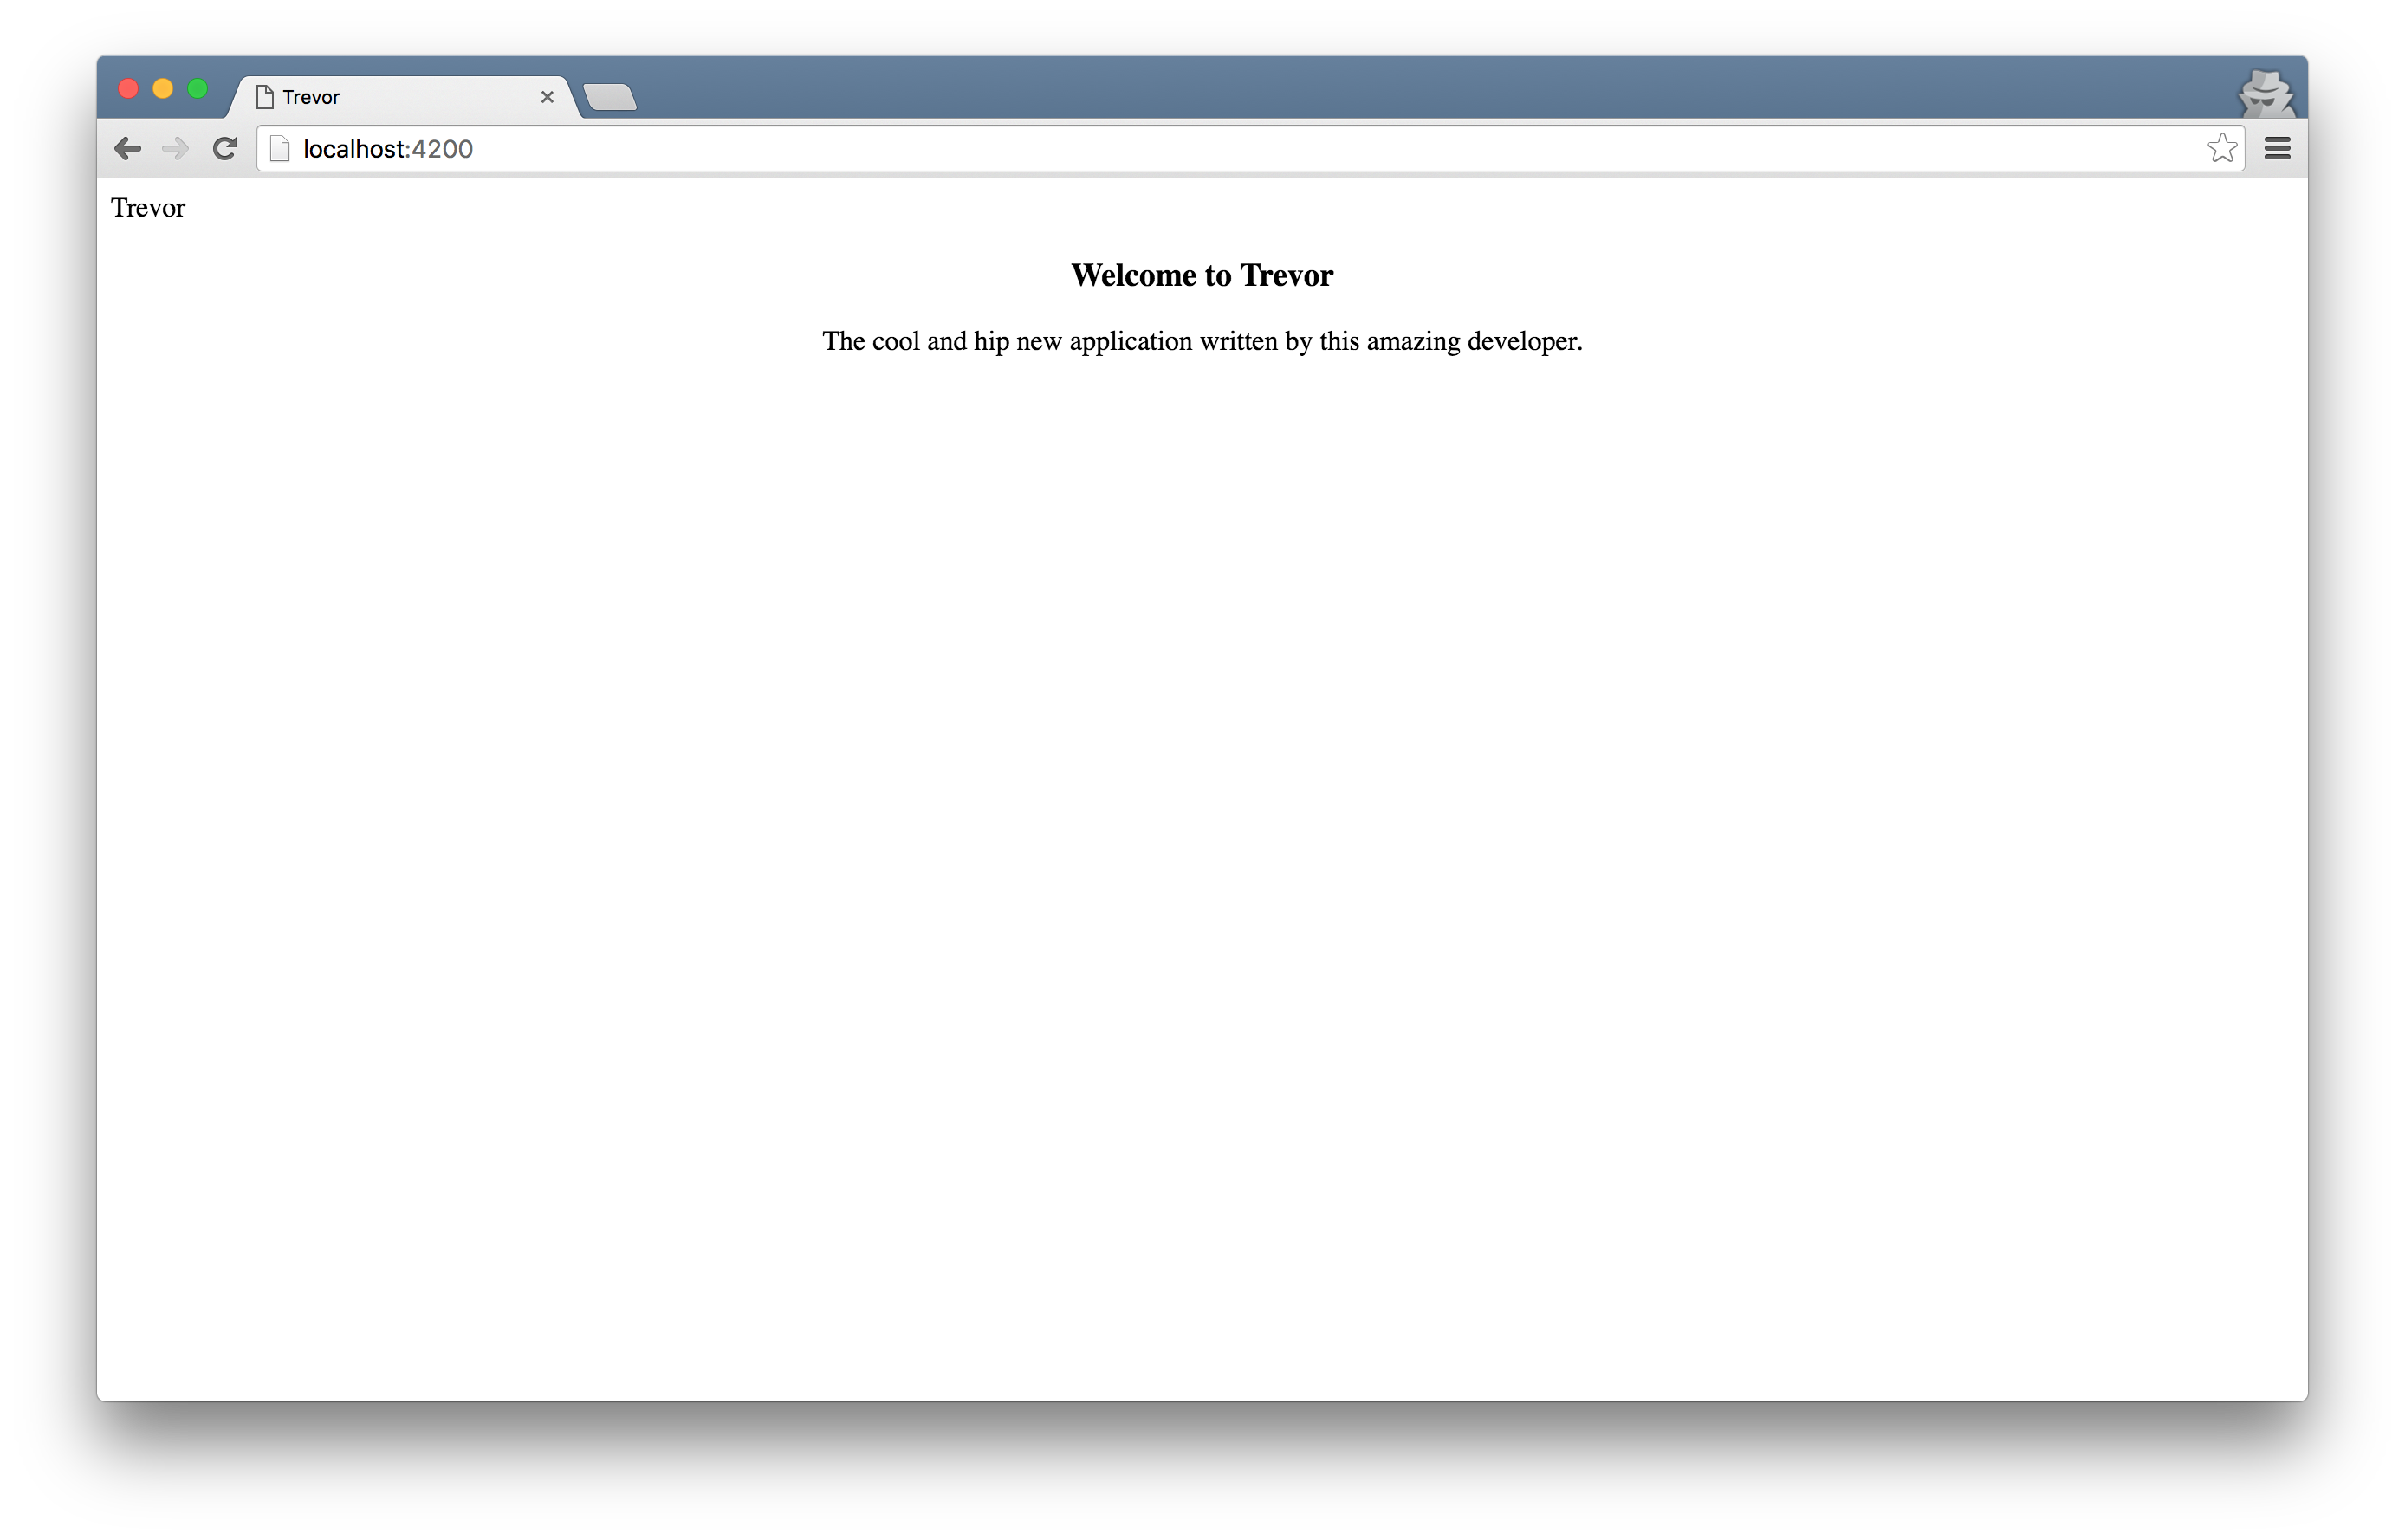 Trevor
localhost:4200
Trevor
Welcome to Trevor
The cool and hip new application written by this amazing developer.